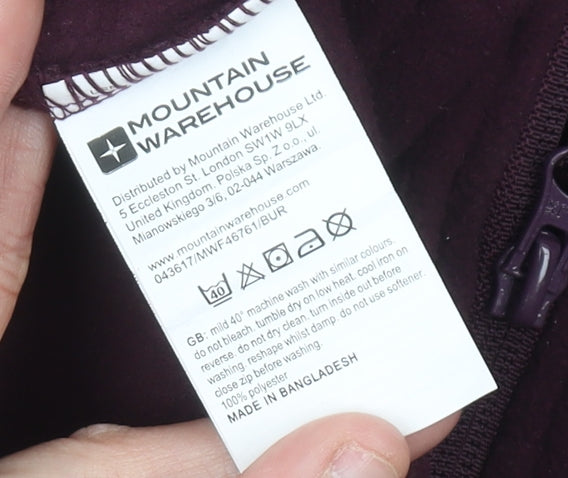 MOUNTAIN
WAREHOUSE
Distributed by Mountain Warehouse Ltd.
5 Eccleston St. London SW1W 9LX
United Kingdom. Polska Sp. Z o.o., ul.
Mianowskiego 3/6, 02-044 Warszawa.
www.mountainwarehouse.com
043617/MWF46761/BUR
40
GB: mild 40° machine wash with similar colours.
do not bleach. tumble dry on low heat. cool iron on
reverse. do not dry clean. turn inside out before
washing. reshape whilst damp. do not use softener.
close zip before washing.
100% polyester
MADE IN BANGLADESH